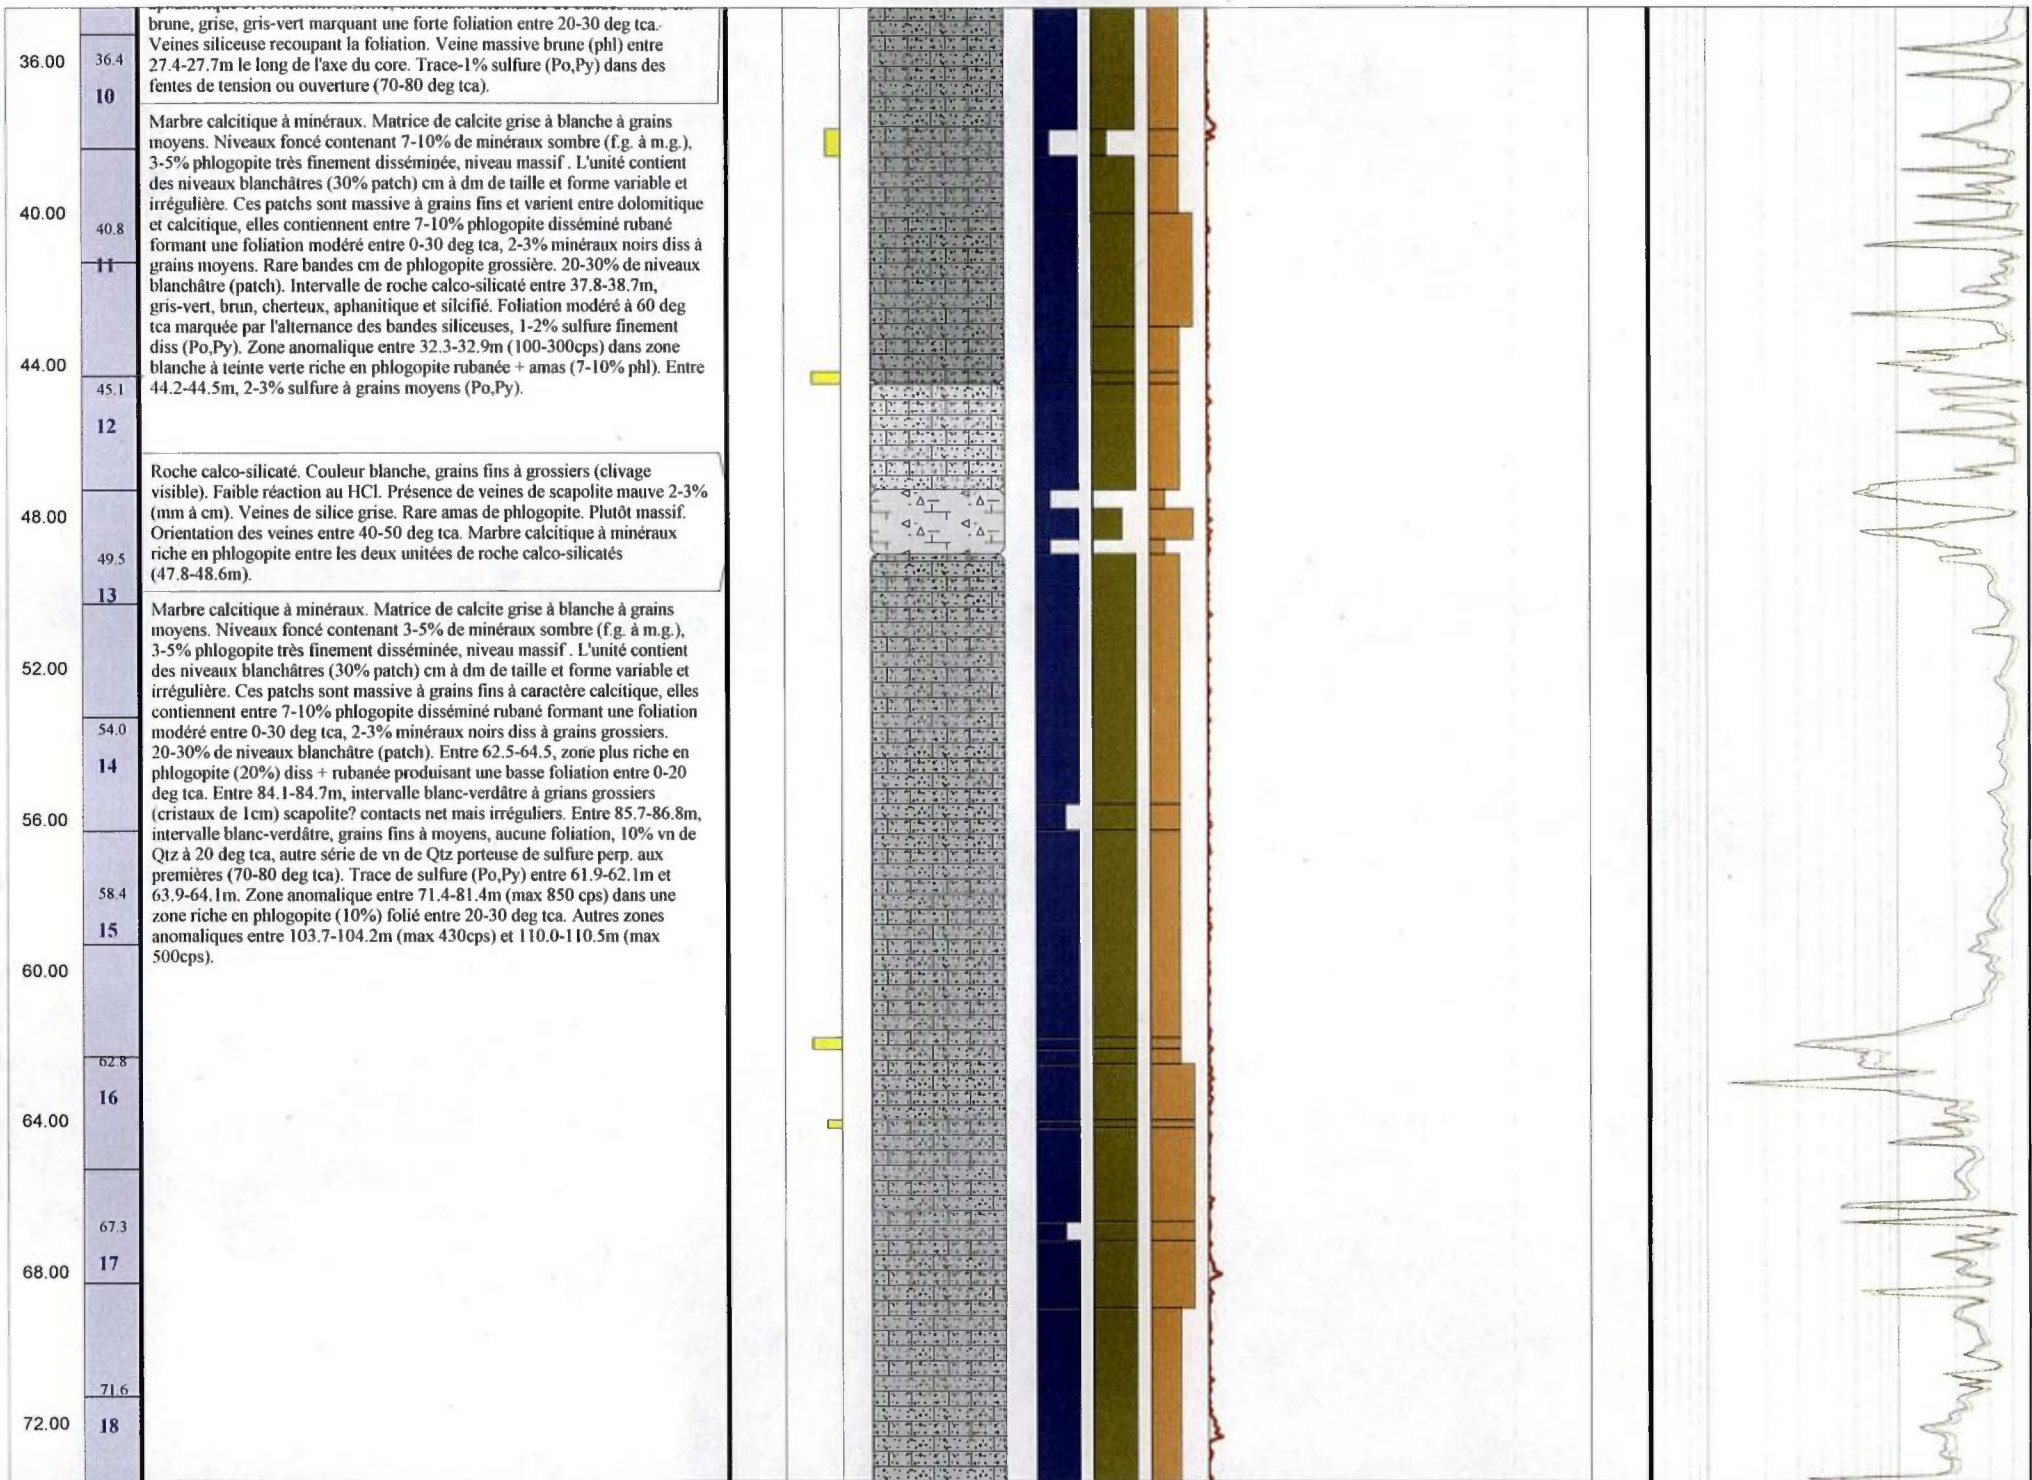 brune, grise, gris-vert marquant une forte foliation entre 20-30 deg tca.
Veines siliceuse recoupant la foliation. Veine massive brune (phl) entre
27.4-27.7m le long de l'axe du core. Trace-1% sulfure (Po,Py) dans des
fentes de tension ou ouverture (70-80 deg tca).
Marbre calcitique à minéraux. Matrice de calcite grise à blanche à grains
moyens. Niveaux foncé contenant 7-10% de minéraux sombre (f.g. à m.g.),
3-5% phlogopite très finement disséminée, niveau massif . L'unité contient
des niveaux blanchâtres (30% patch) cm à dm de taille et forme variable et
irrégulière. Ces patchs sont massive à grains fins et varient entre dolomitique
et calcitique, elles contiennent entre 7-10% phlogopite disséminé rubané
formant une foliation modéré entre 0-30 deg tca, 2-3% minéraux noirs diss à
grains moyens. Rare bandes cm de phlogopite grossière. 20-30% de niveaux
blanchâtre (patch). Intervalle de roche calco-silicaté entre 37.8-38.7m,
gris-vert, brun, cherteux, aphanitique et silcifié. Foliation modéré à 60 deg
tca marquée par l'alternance des bandes siliceuses, 1-2% sulfure finement
diss (Po,Py). Zone anomalique entre 32.3-32.9m (100-300cps) dans zone
blanche à teinte verte riche en phlogopite rubanée + amas (7-10% phl). Entre
44.2-44.5m, 2-3% sulfure à grains moyens (Po,Py).
Roche calco-silicaté. Couleur blanche, grains fins à grossiers (clivage
visible). Faible réaction au HCl. Présence de veines de scapolite mauve 2-3%
(mm à cm). Veines de silice grise. Rare amas de phlogopite. Plutôt massif.
Orientation des veines entre 40-50 deg tca. Marbre calcitique à minéraux
riche en phlogopite entre les deux unitées de roche calco-silicatés
(47.8-48.6m).
Marbre calcitique à minéraux. Matrice de calcite grise à blanche à grains
moyens. Niveaux foncé contenant 3-5% de minéraux sombre (f.g. à m.g.),
3-5% phlogopite très finement disséminée, niveau massif . L'unité contient
des niveaux blanchâtres (30% patch) cm à dm de taille et forme variable et
irrégulière. Ces patchs sont massive à grains fins à caractère calcitique, elles
contiennent entre 7-10% phlogopite disséminé rubané formant une foliation
modéré entre 0-30 deg tca, 2-3% minéraux noirs diss à grains grossiers.
20-30% de niveaux blanchâtre (patch). Entre 62.5-64.5, zone plus riche en
phlogopite (20%) diss + rubanée produisant une basse foliation entre 0-20
deg tca. Entre 84.1-84.7m, intervalle blanc-verdâtre à grians grossiers
(cristaux de 1cm) scapolite? contacts net mais irréguliers. Entre 85.7-86.8m,
intervalle blanc-verdâtre, grains fins à moyens, aucune foliation, 10% vn de
Qtz à 20 deg tca, autre série de vn de Qtz porteuse de sulfure perp. aux
premières (70-80 deg tca). Trace de sulfure (Po,Py) entre 61.9-62.1m et
63.9-64.1m. Zone anomalique entre 71.4-81.4m (max 850 cps) dans une
zone riche en phlogopite (10%) folié entre 20-30 deg tca. Autres zones
anomaliques entre 103.7-104.2m (max 430cps) et 110.0-110.5m (max
500cps).
36.00
40.00
44.00
48.00
52.00
56.00
60.00
64.00
68.00
72.00
36.4
10
40.8
11
45.1
12
49.5
13
54.0
14
58.4
15
62.8
16
67.3
17
71.6
18